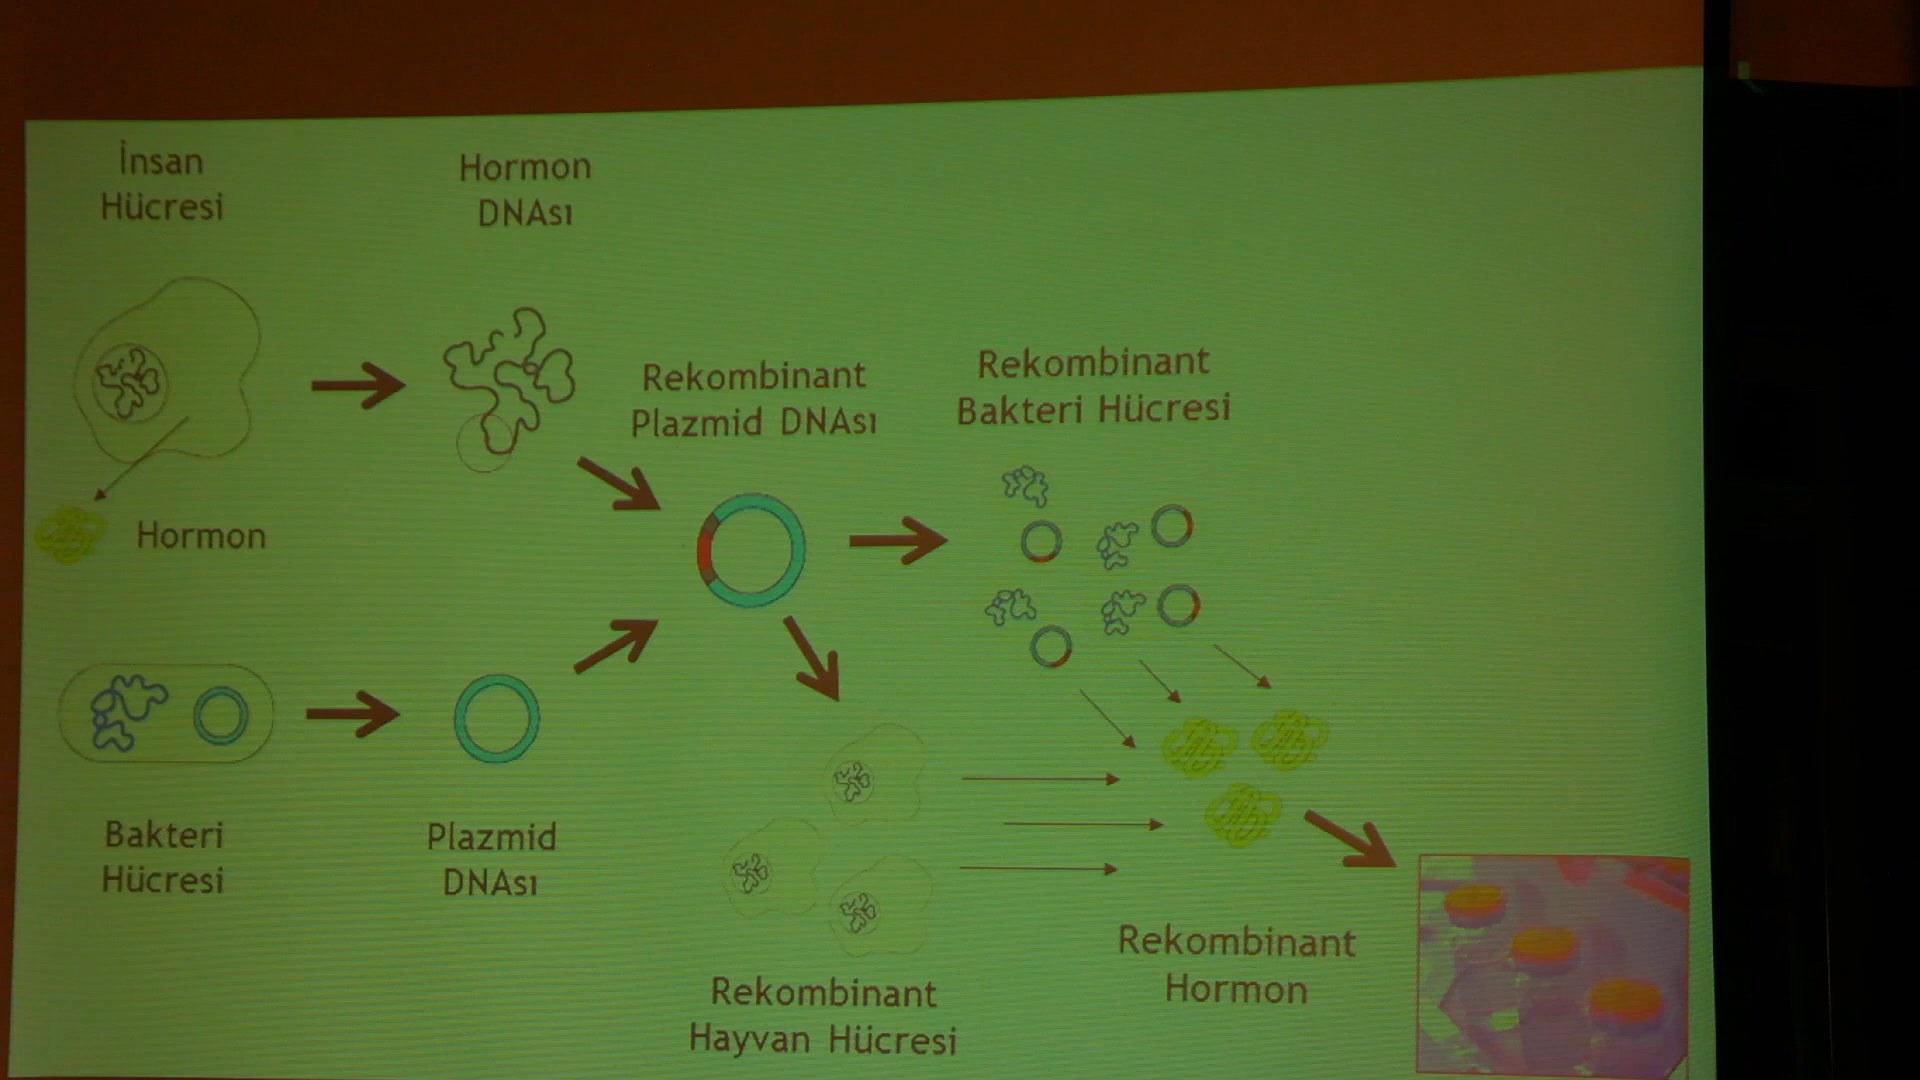 İnsan
Hücresi
Hormon
DNAsı
Rekombinant
Plazmid DNAsı
Rekombinant
Bakteri Hücresi
Hormon
Bakteri
Hücresi
Plazmid
DNAsı
Rekombinant
Hayvan Hücresi
Rekombinant
Hormon